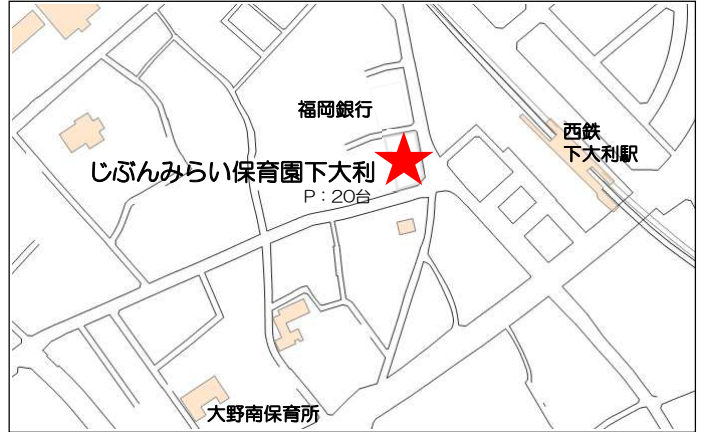 福岡銀行
西鉄
下大利駅
じぶんみらい保育園下大利
P:20台
大野南保育所